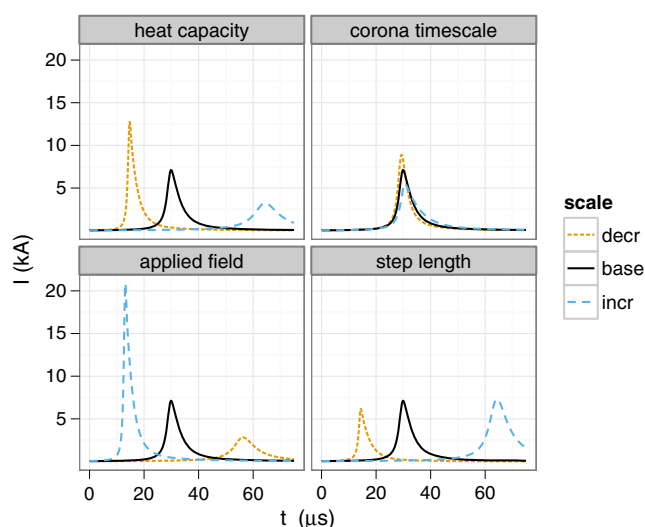 heat capacity
corona timescale
20
15
10
5
applied field
step length
20
15
10
5
0
20
40
60
0
20
40
60
I (kA)
t (μs)
scale
decr
base
incr